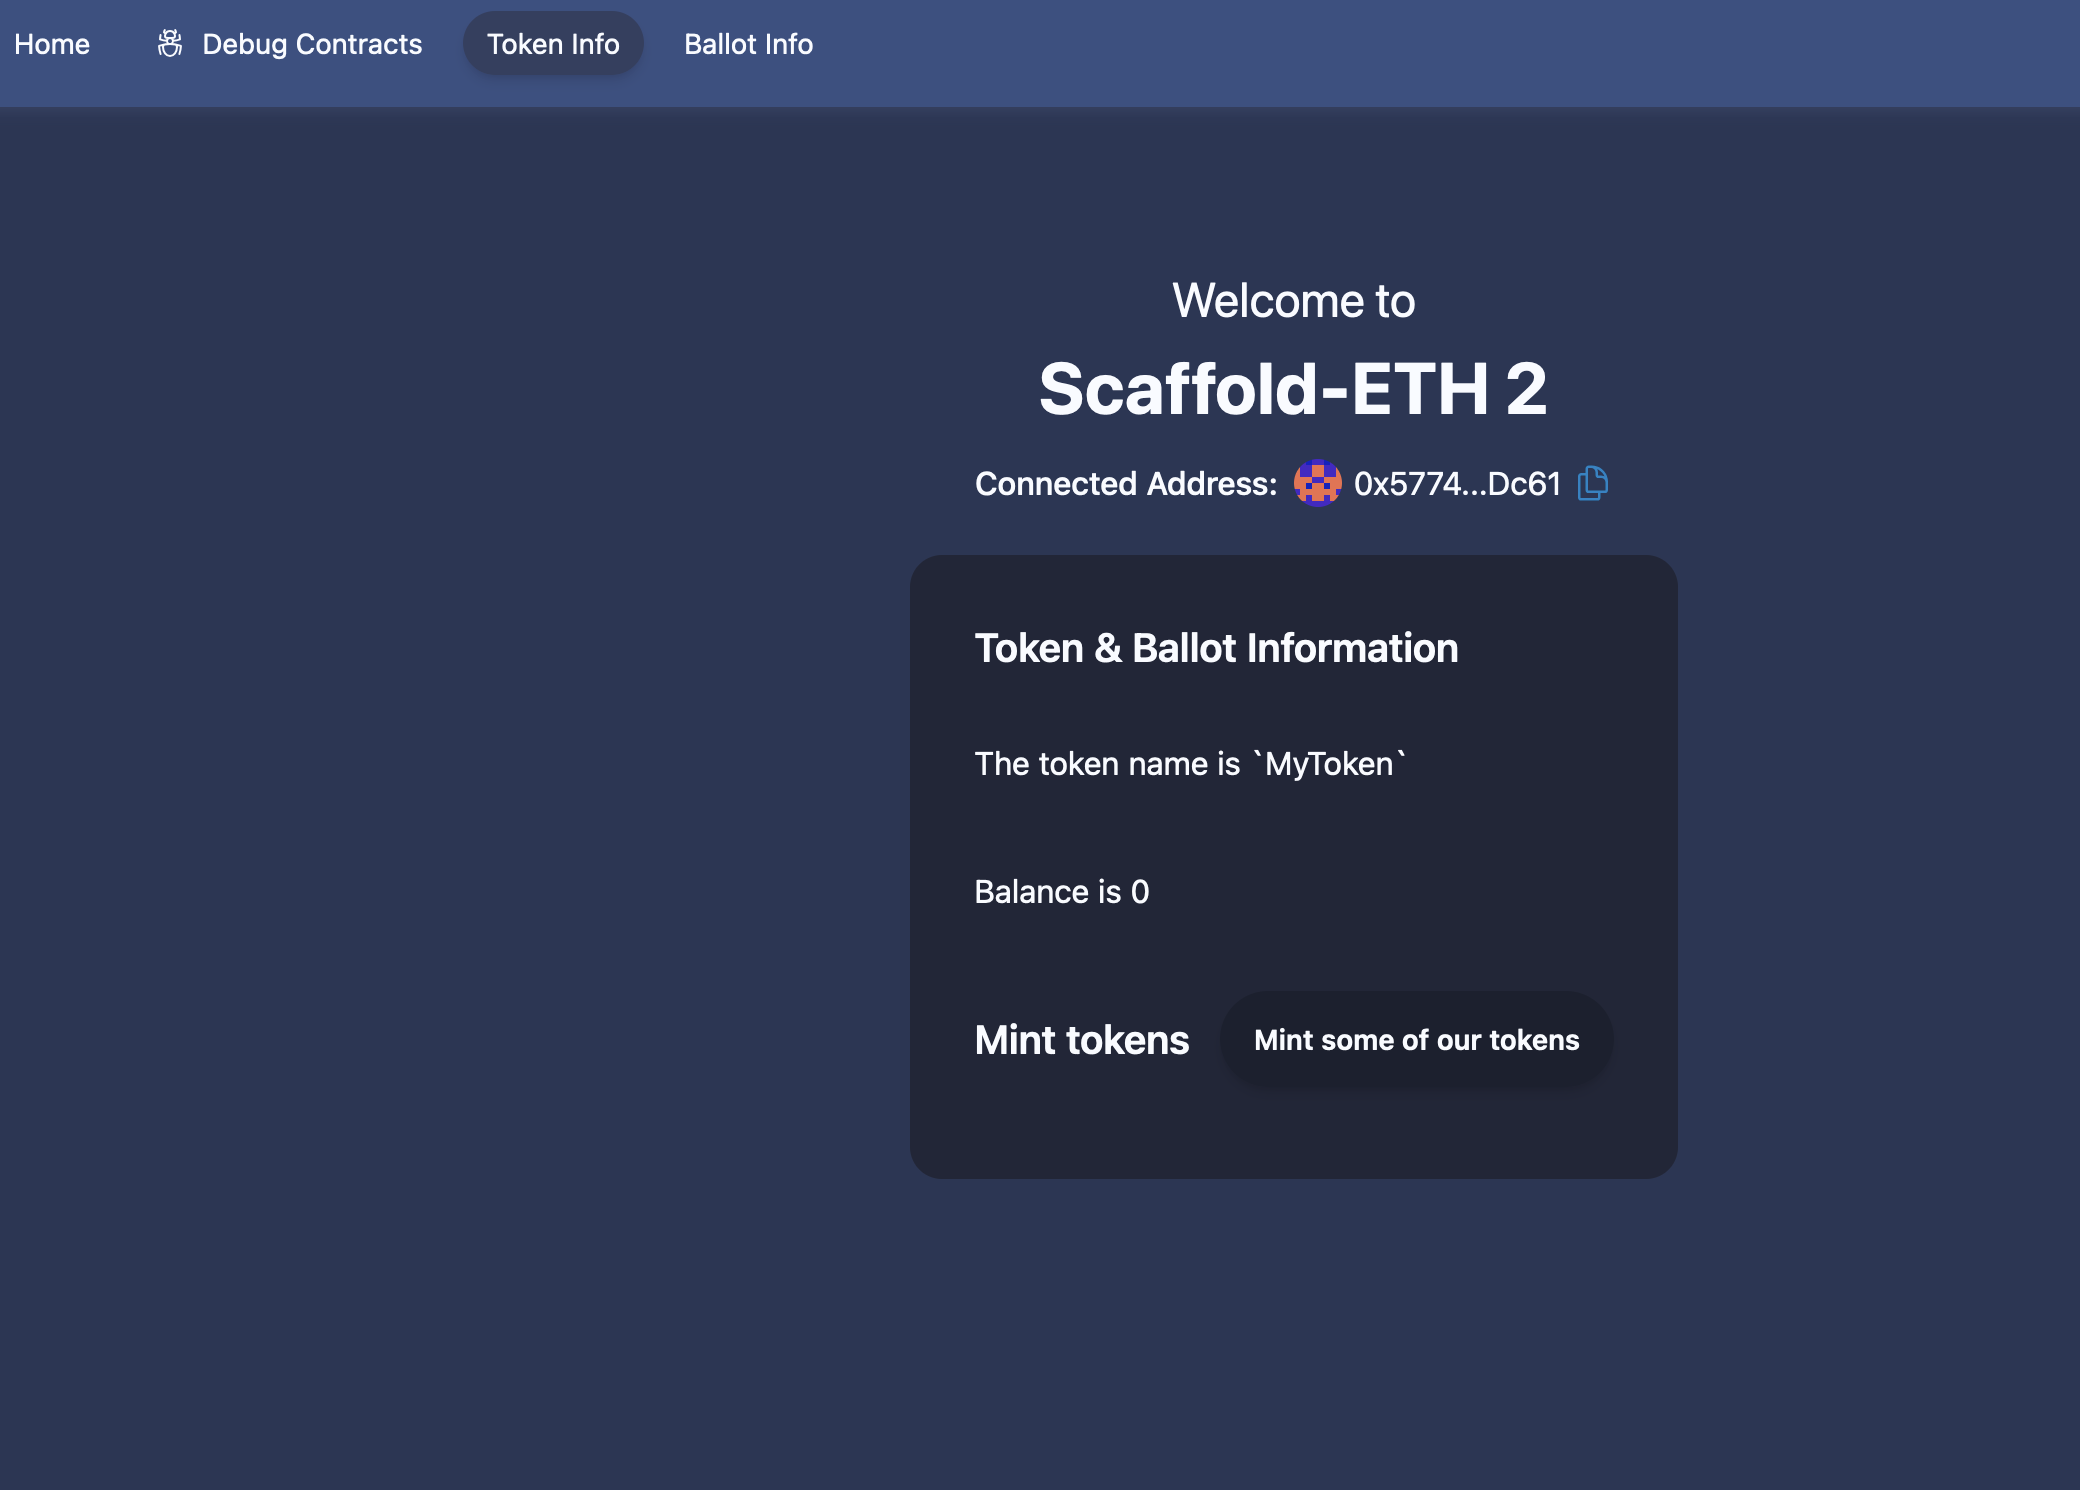 Home Debug Contracts Token Info Ballot Info
Welcome to
Scaffold-ETH 2
Connected Address: 0x5774...Dc61
Token & Ballot Information
The token name is `MyToken`
Balance is 0
Mint tokens Mint some of our tokens